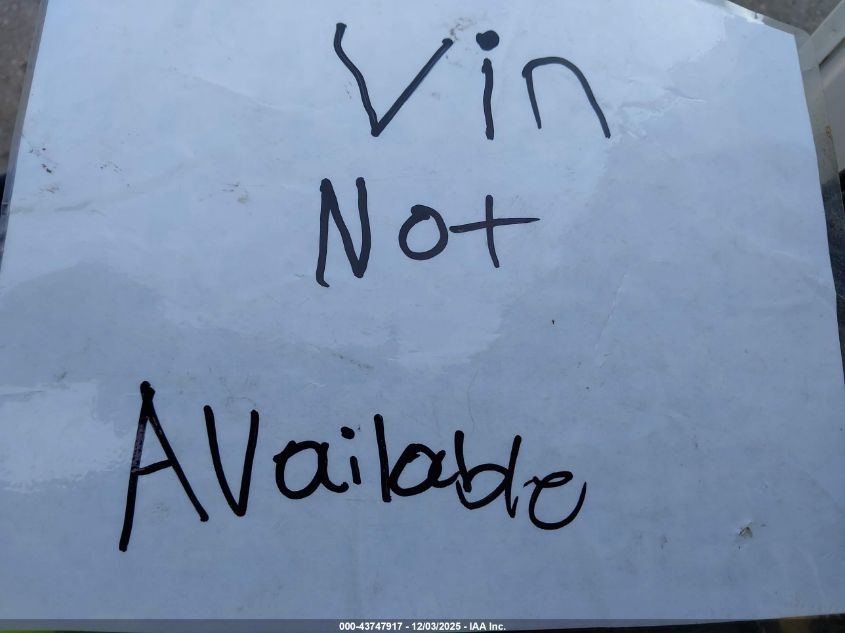 Vin
Not
Available
000-43747917 - 12/03/2025 - IAA Inc.